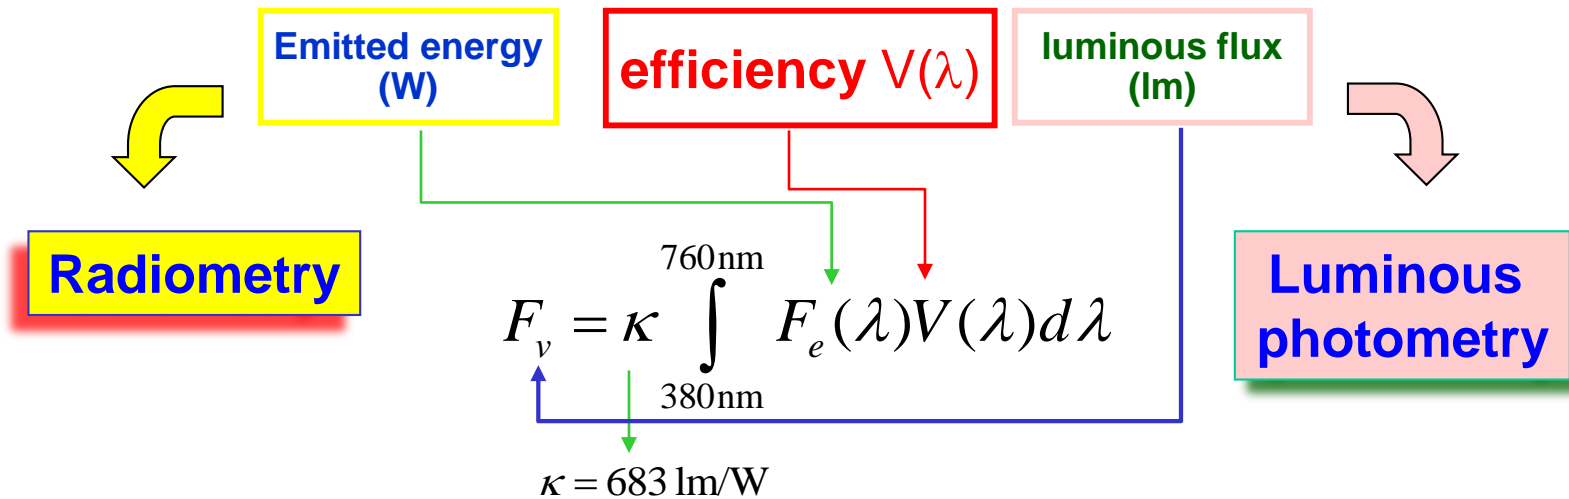 Emitted energy
(W)
efficiency V(λ)
luminous flux
(lm)
Radiometry
Luminous
photometry
760nm
F_v = κ ∫ F_e(λ)V(λ)dλ
380nm
κ = 683 lm/W